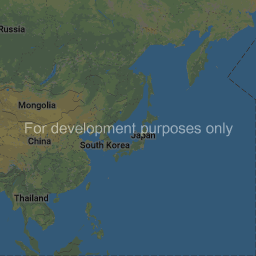 Russia
Mongolia
For development purposes only
Japan
China
South Korea
Thailand